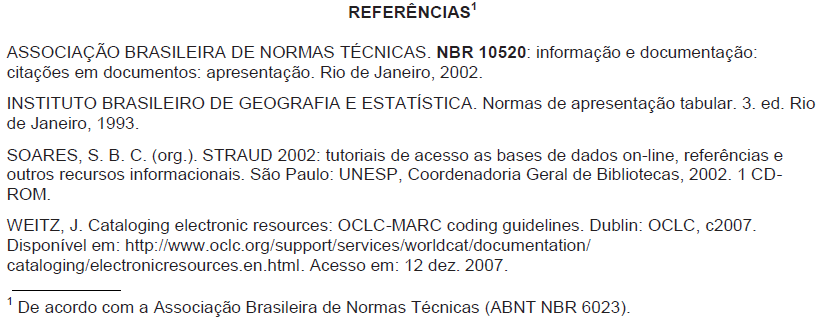 REFERÊNCIAS¹
ASSOCIAÇÃO BRASILEIRA DE NORMAS TÉCNICAS. NBR 10520: informação e documentação:
citações em documentos: apresentação. Rio de Janeiro, 2002.
INSTITUTO BRASILEIRO DE GEOGRAFIA E ESTATÍSTICA. Normas de apresentação tabular. 3. ed. Rio
de Janeiro, 1993.
SOARES, S. B. C. (org.). STRAUD 2002: tutoriais de acesso as bases de dados on-line, referências e
outros recursos informacionais. São Paulo: UNESP, Coordenadoria Geral de Bibliotecas, 2002. 1 CD-
ROM.
WEITZ, J. Cataloging electronic resources: OCLC-MARC coding guidelines. Dublin: OCLC, c2007.
Disponível em: http://www.oclc.org/support/services/worldcat/documentation/
cataloging/electronicresources.en.html. Acesso em: 12 dez. 2007.
¹ De acordo com a Associação Brasileira de Normas Técnicas (ABNT NBR 6023).